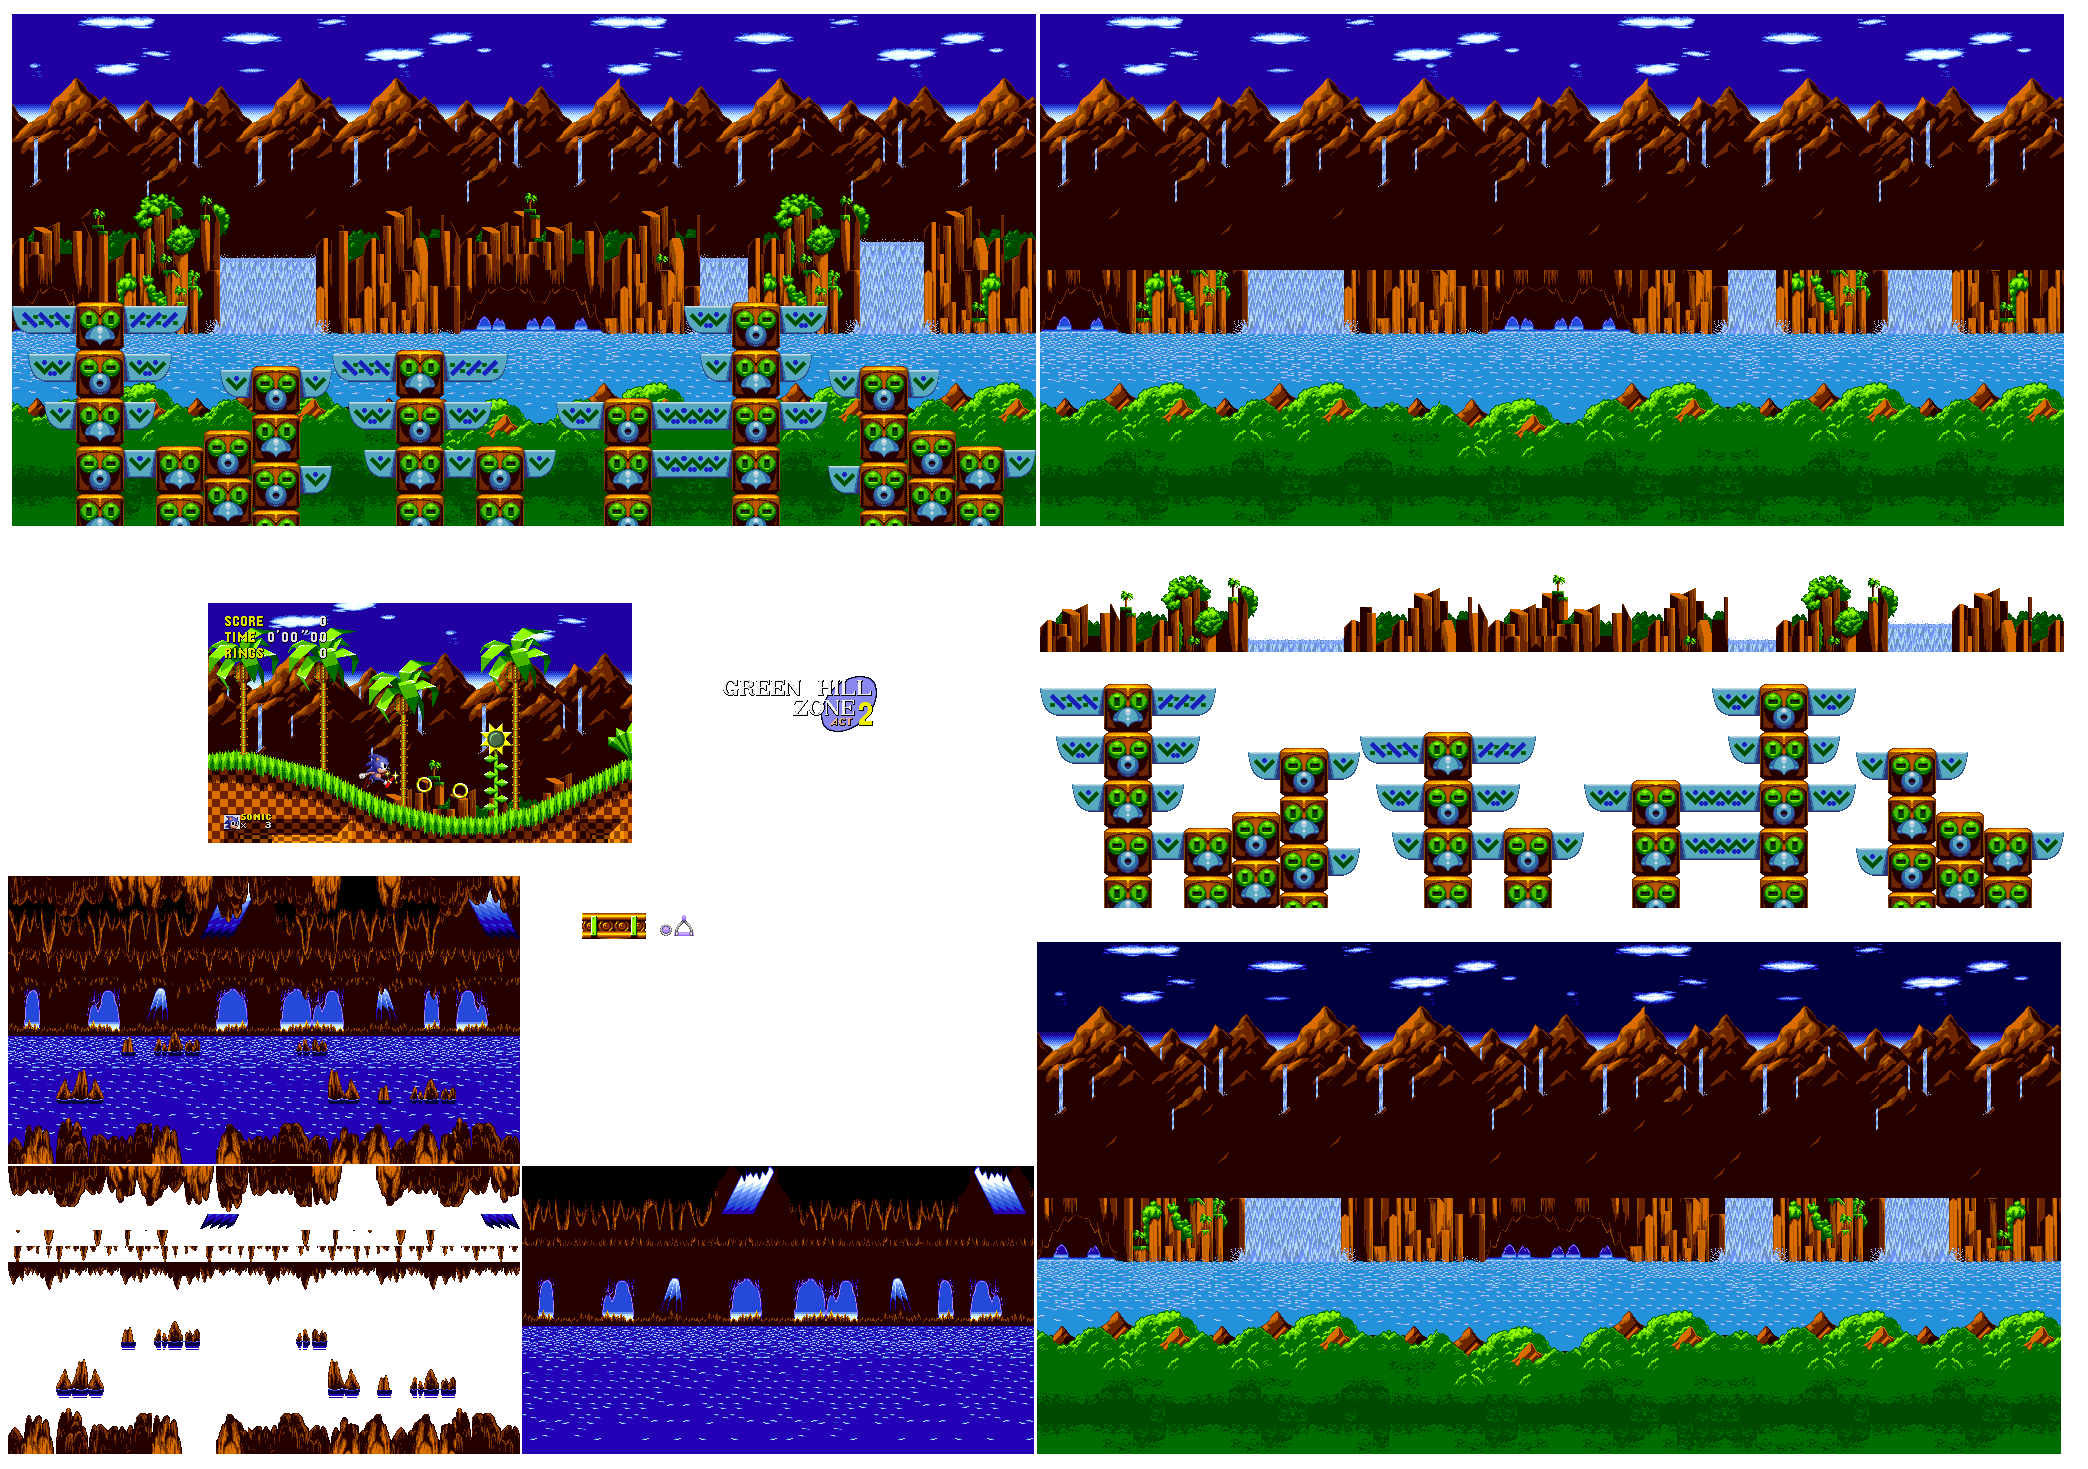 SCORE 0
TIME 0'00"00
RINGS 0
SONIC
× 3
GREEN HILL
ZONE
ACT 2